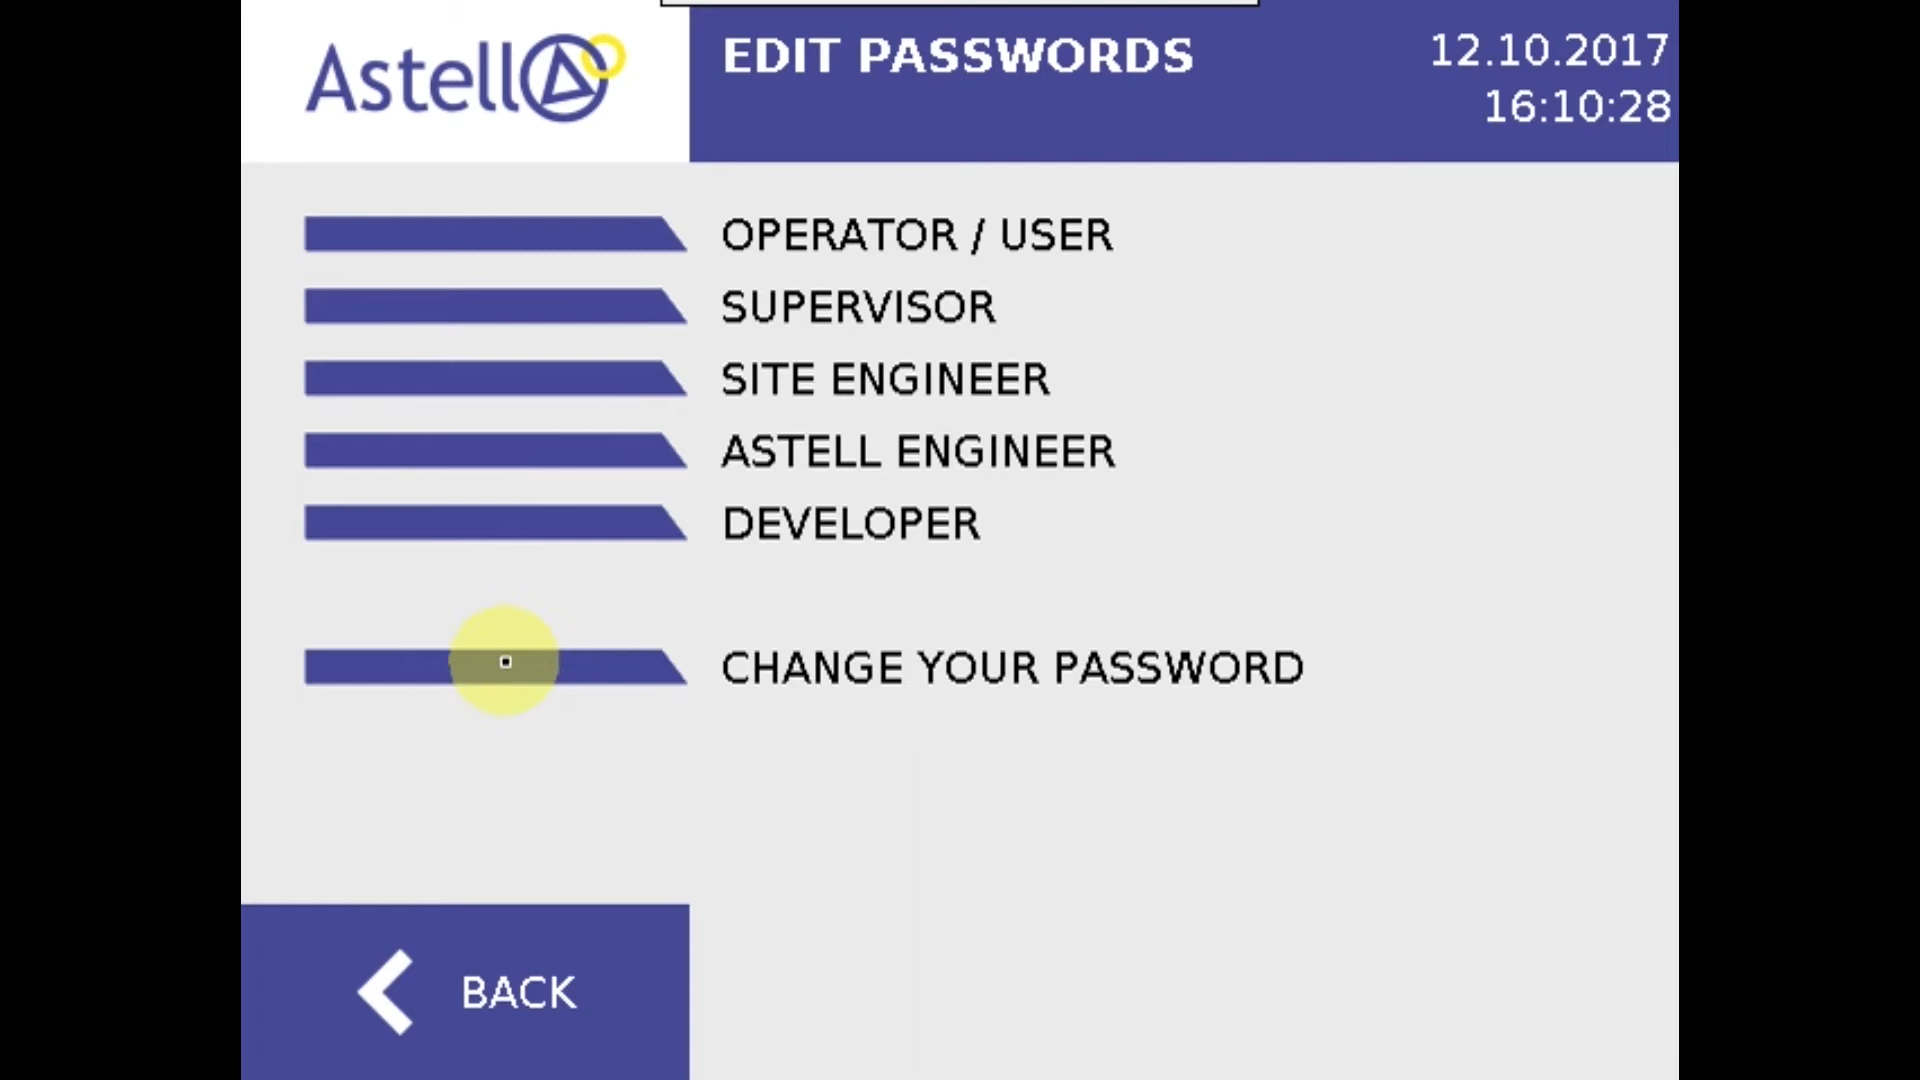 Astell
EDIT PASSWORDS
12.10.2017
16:10:28
OPERATOR / USER
SUPERVISOR
SITE ENGINEER
ASTELL ENGINEER
DEVELOPER
CHANGE YOUR PASSWORD
BACK